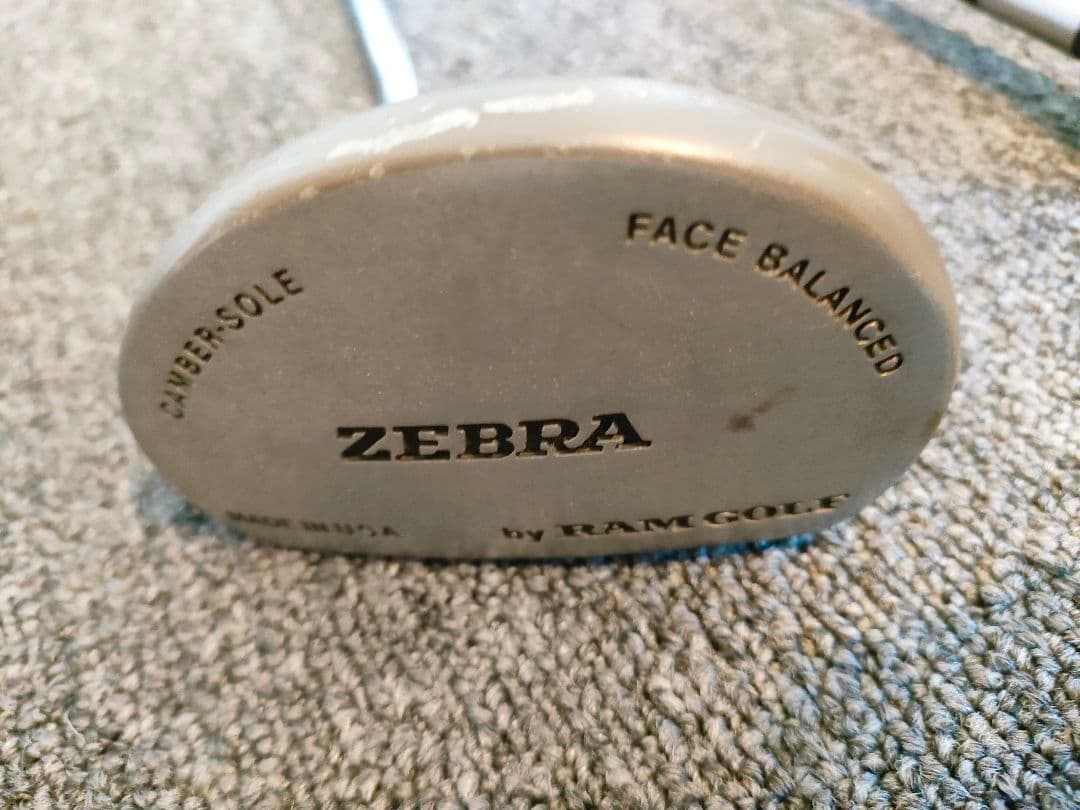 FACE BALANCED
CAMBER-SOLE
ZEBRA
MADE IN USA
by RAM GOLF